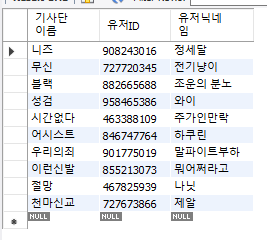 기사단
이름 유저ID 유저닉네
임
니즈 908243016 정세달
무신 727720345 전기냥이
블랙 882665688 조운의 분노
성검 958465386 와이
시간없다 463388109 주가인만락
어시스트 846747764 하쿠린
우리의죄 901775019 말파이트부하
이런신발 855213073 뭐어쩌라고
절망 467825939 나닛
천마신교 727673866 제알
NULL NULL NULL